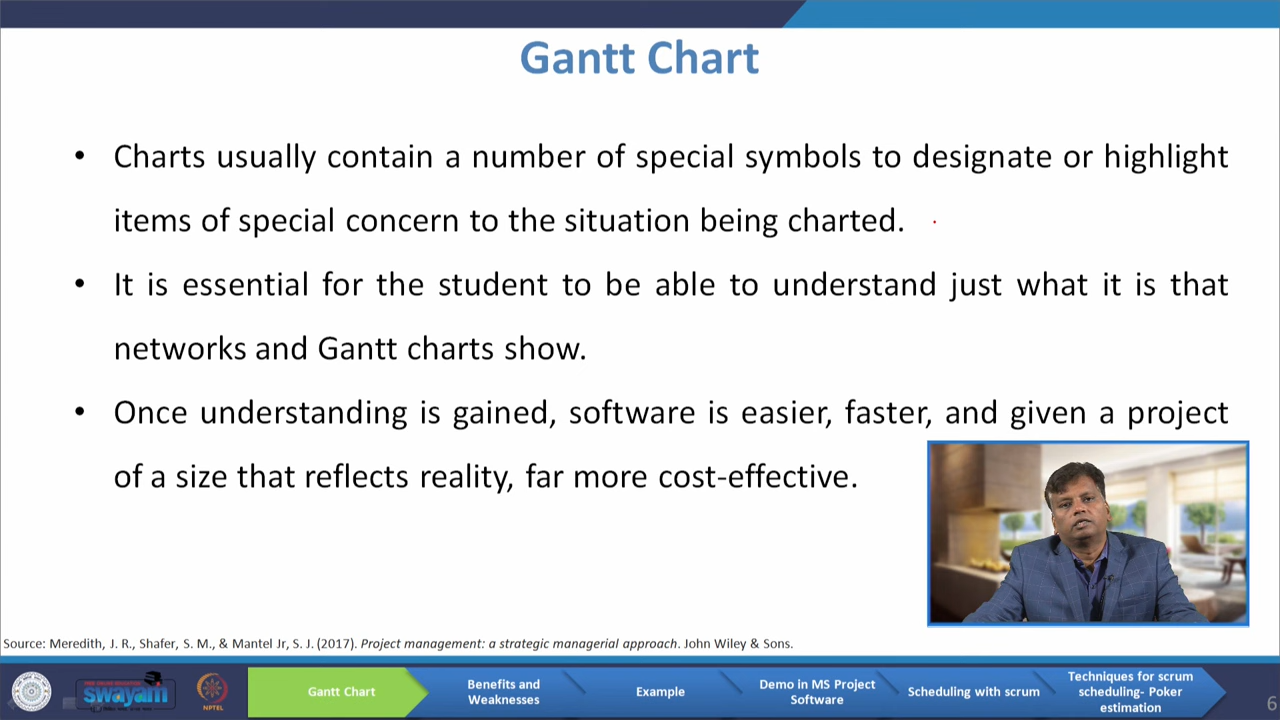 Gantt Chart
• Charts usually contain a number of special symbols to designate or highlight
items of special concern to the situation being charted.
• It is essential for the student to be able to understand just what it is that
networks and Gantt charts show.
• Once understanding is gained, software is easier, faster, and given a project
of a size that reflects reality, far more cost-effective.
Source: Meredith, J. R., Shafer, S. M., & Mantel Jr, S. J. (2017). Project management: a strategic managerial approach. John Wiley & Sons.
swayam
NPTEL
Gantt Chart
Benefits and
Weaknesses
Example
Demo in MS Project
Software
Scheduling with scrum
Techniques for scrum
scheduling- Poker
estimation
6